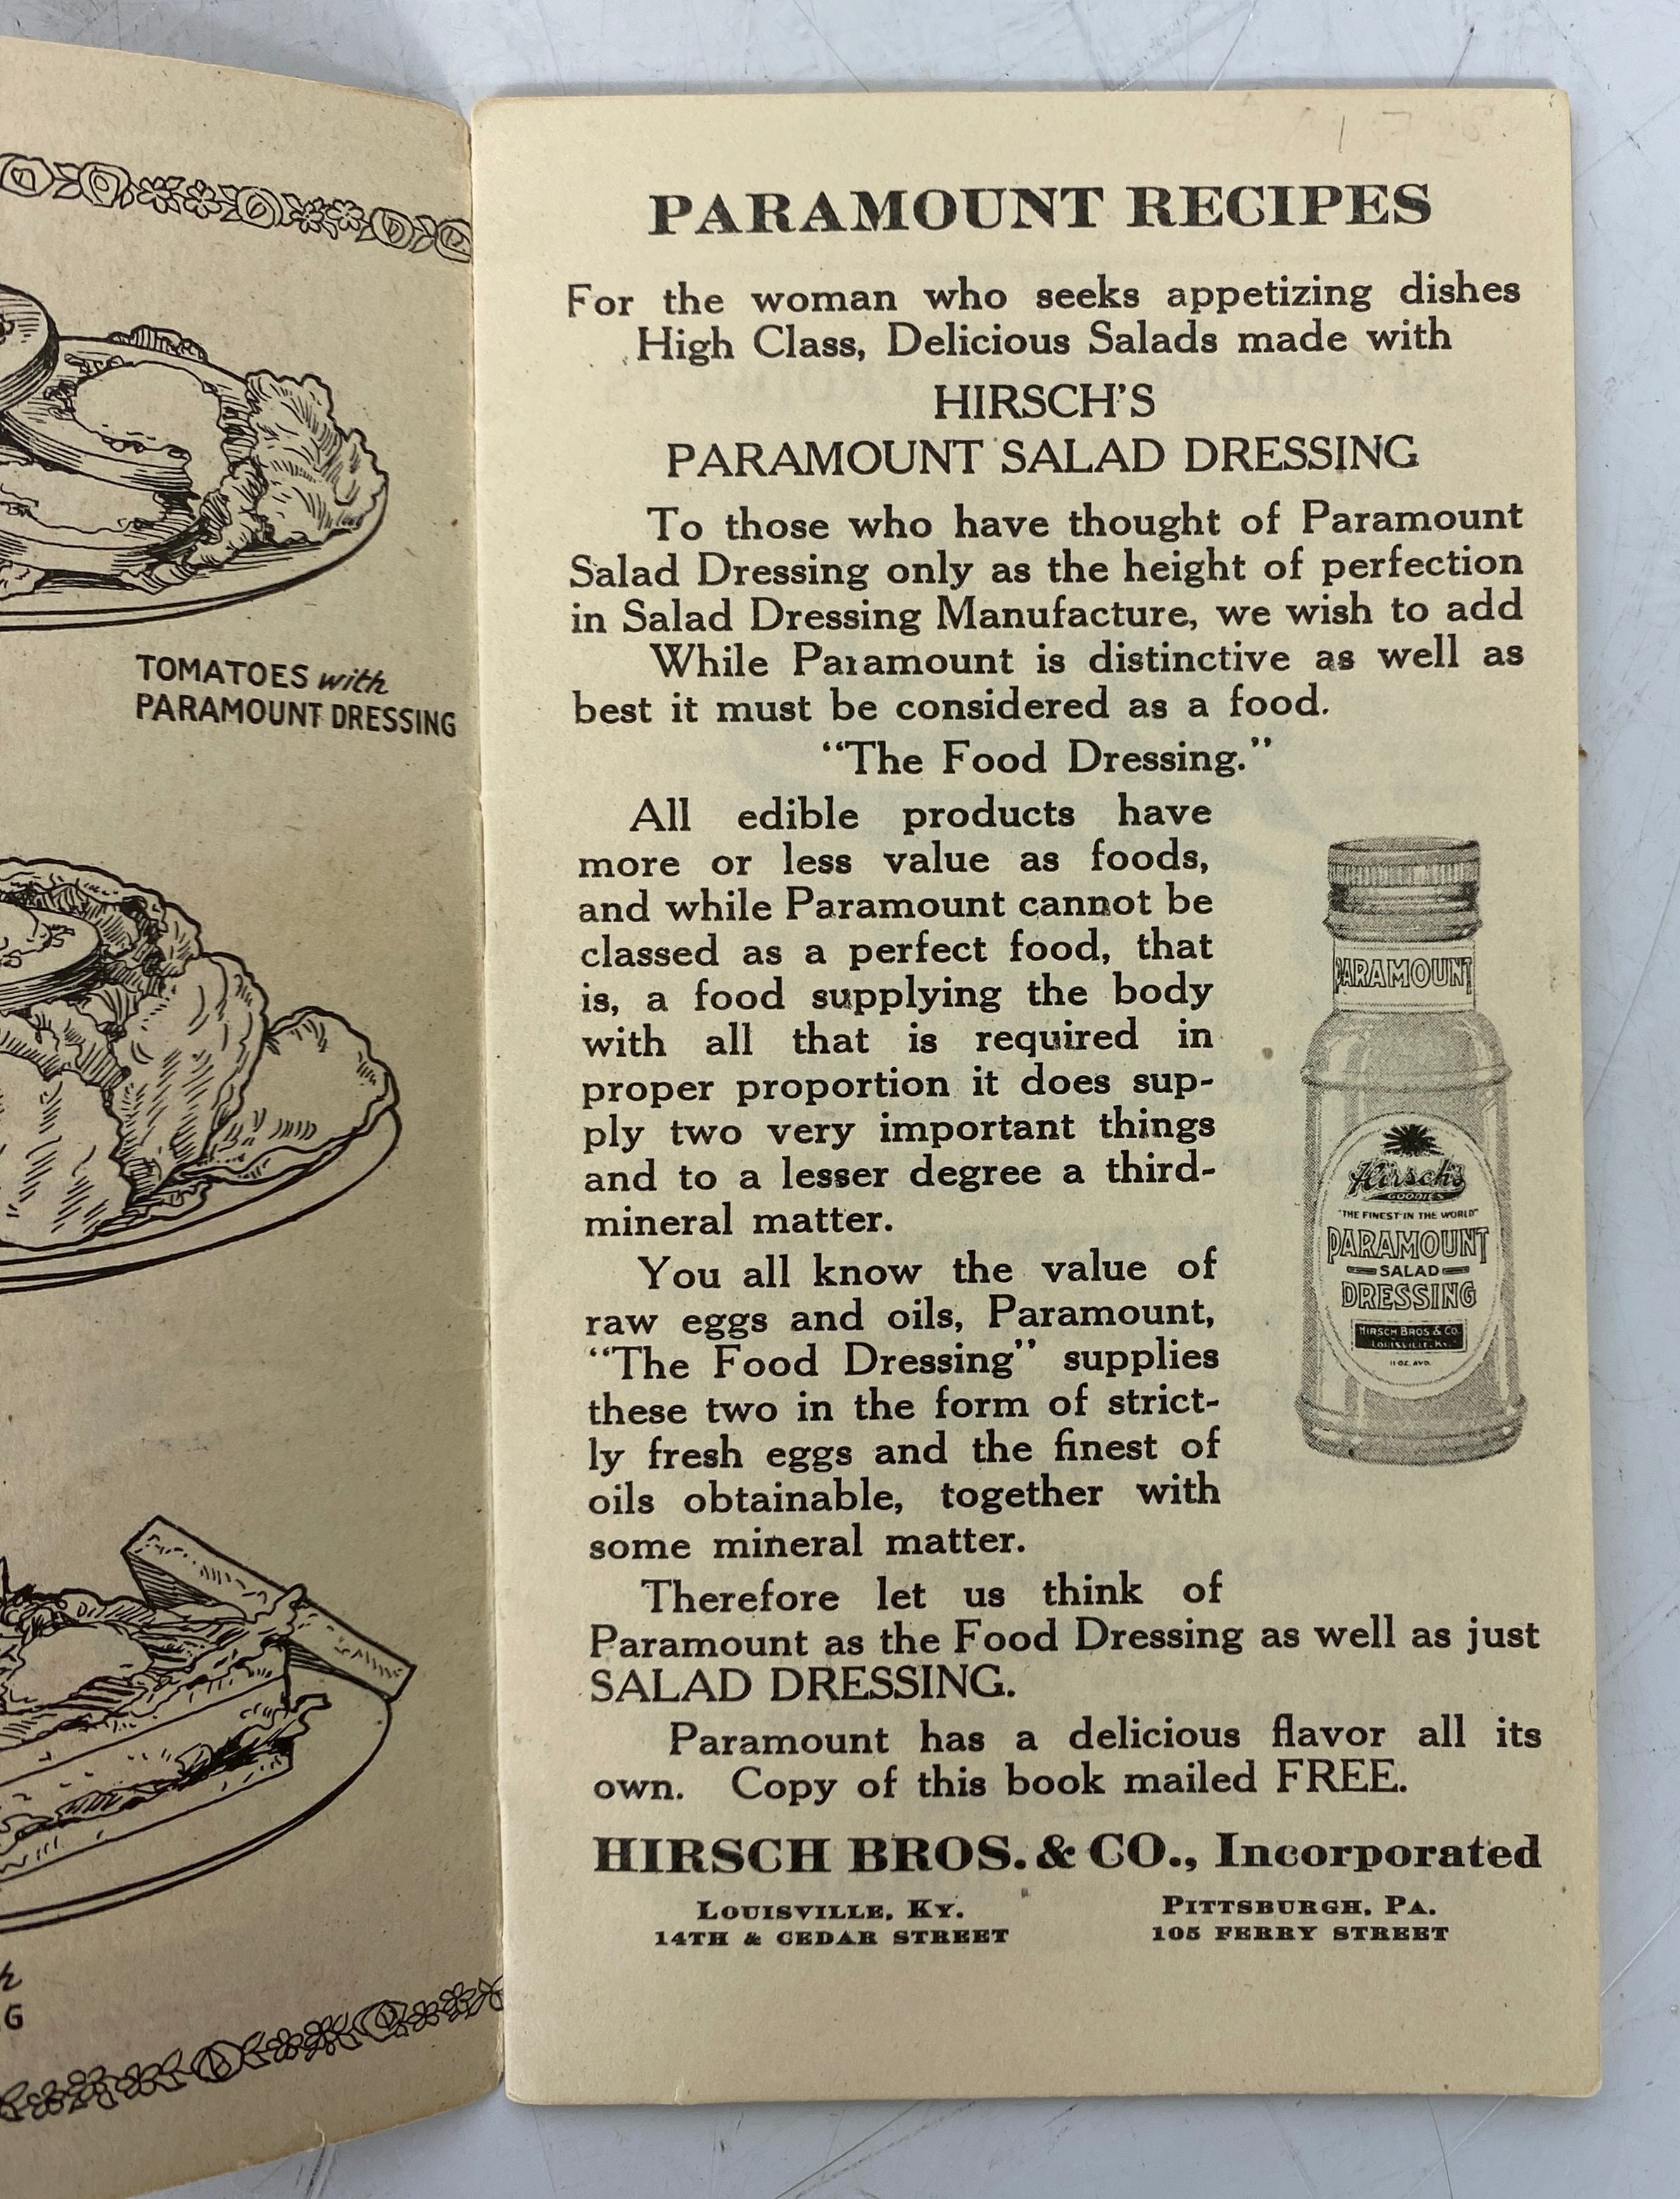 TOMATOES with
PARAMOUNT DRESSING
G
PARAMOUNT RECIPES
For the woman who seeks appetizing dishes
High Class, Delicious Salads made with
HIRSCH'S
PARAMOUNT SALAD DRESSING
To those who have thought of Paramount
Salad Dressing only as the height of perfection
in Salad Dressing Manufacture, we wish to add
While Paramount is distinctive as well as
best it must be considered as a food.
"The Food Dressing."
All edible products have
more or less value as foods,
and while Paramount cannot be
classed as a perfect food, that
is, a food supplying the body
with all that is required in
proper proportion it does sup-
ply two very important things
and to a lesser degree a third-
mineral matter.
You all know the value of
raw eggs and oils, Paramount,
"The Food Dressing" supplies
these two in the form of strict-
ly fresh eggs and the finest of
oils obtainable, together with
some mineral matter.
Therefore let us think of
Paramount as the Food Dressing as well as just
SALAD DRESSING.
Paramount has a delicious flavor all its
own. Copy of this book mailed FREE.
PARAMOUNT
Hirsch's
GOODIES
"THE FINEST IN THE WORLD"
PARAMOUNT
SALAD
DRESSING
HIRSCH BROS & CO.
LOUISVILLE, KY.
11 OZ. AVD.
HIRSCH BROS. & CO., Incorporated
LOUISVILLE, KY.
14TH & CEDAR STREET
PITTSBURGH, PA.
105 FERRY STREET